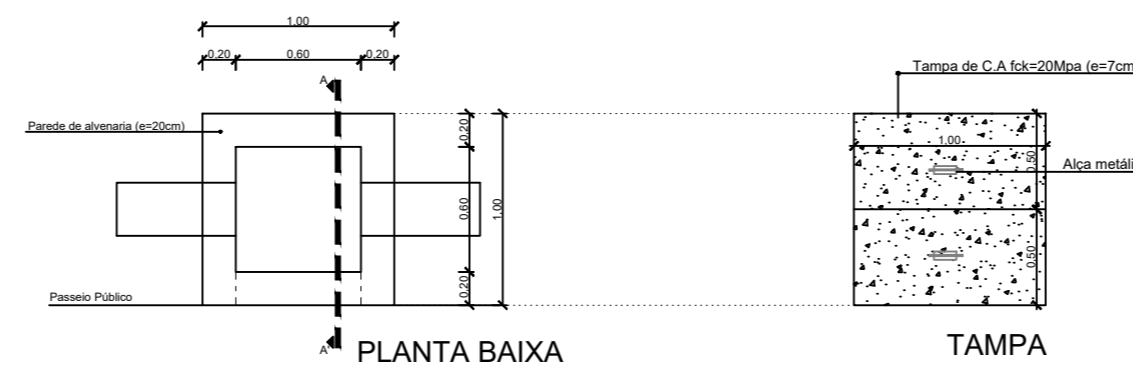 1,00
0,20 0,60 0,20
A
Tampa de C.A fck=20Mpa (e=7cm
Parede de alvenaria (e=20cm)
0,20
1,00
0,50
Alça metáli
0,60
1,00
0,50
0,20
Passeio Público
A'
PLANTA BAIXA
TAMPA